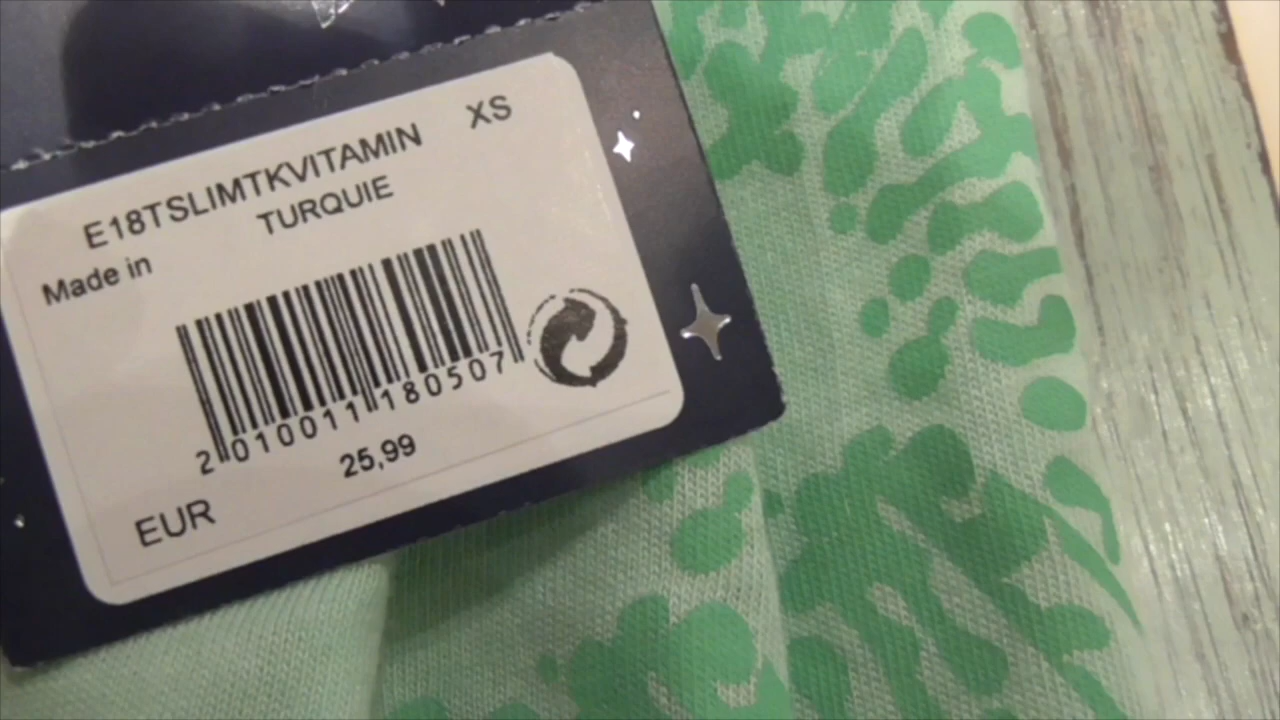 E18TSLIMTKVITAMIN XS
TURQUIE
Made in
2 010011 180507
25,99
EUR